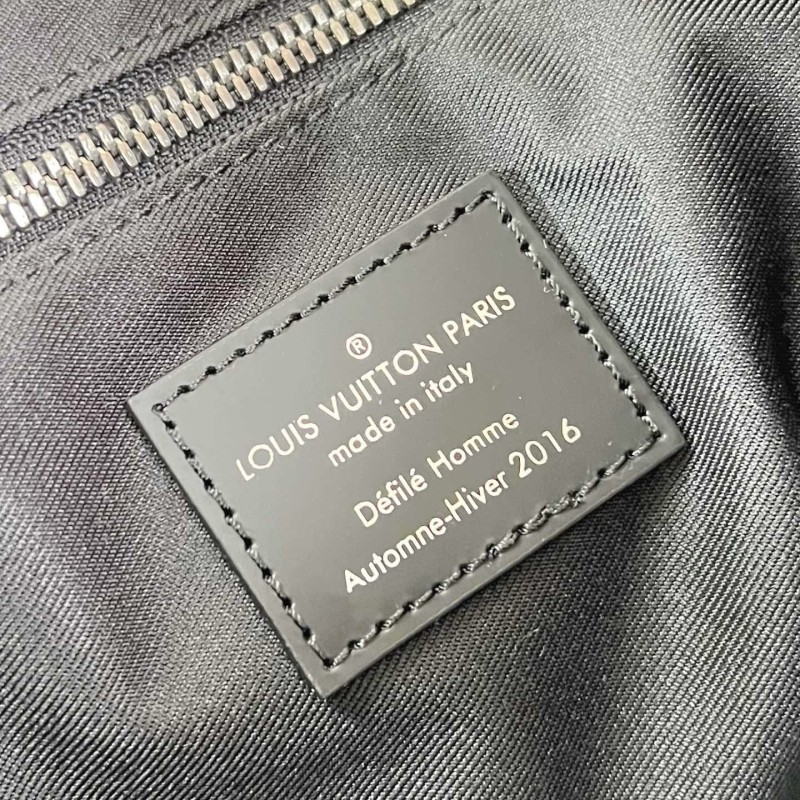 ®
LOUIS VUITTON PARIS
made in italy
Défilé Homme
Automne-Hiver 2016